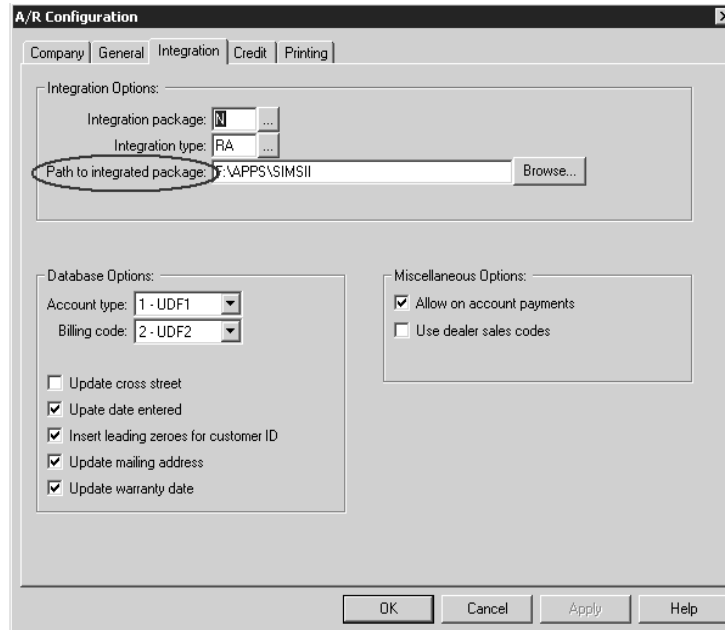 A/R Configuration
Company General Integration Credit Printing
Integration Options:
Integration package: N ...
Integration type: RA ...
Path to integrated package: F:\APPS\SIMSII Browse...
Database Options:
Account type: 1 - UDF1
Billing code: 2 - UDF2
Update cross street
Upate date entered
Insert leading zeroes for customer ID
Update mailing address
Update warranty date
Miscellaneous Options:
Allow on account payments
Use dealer sales codes
OK Cancel Apply Help